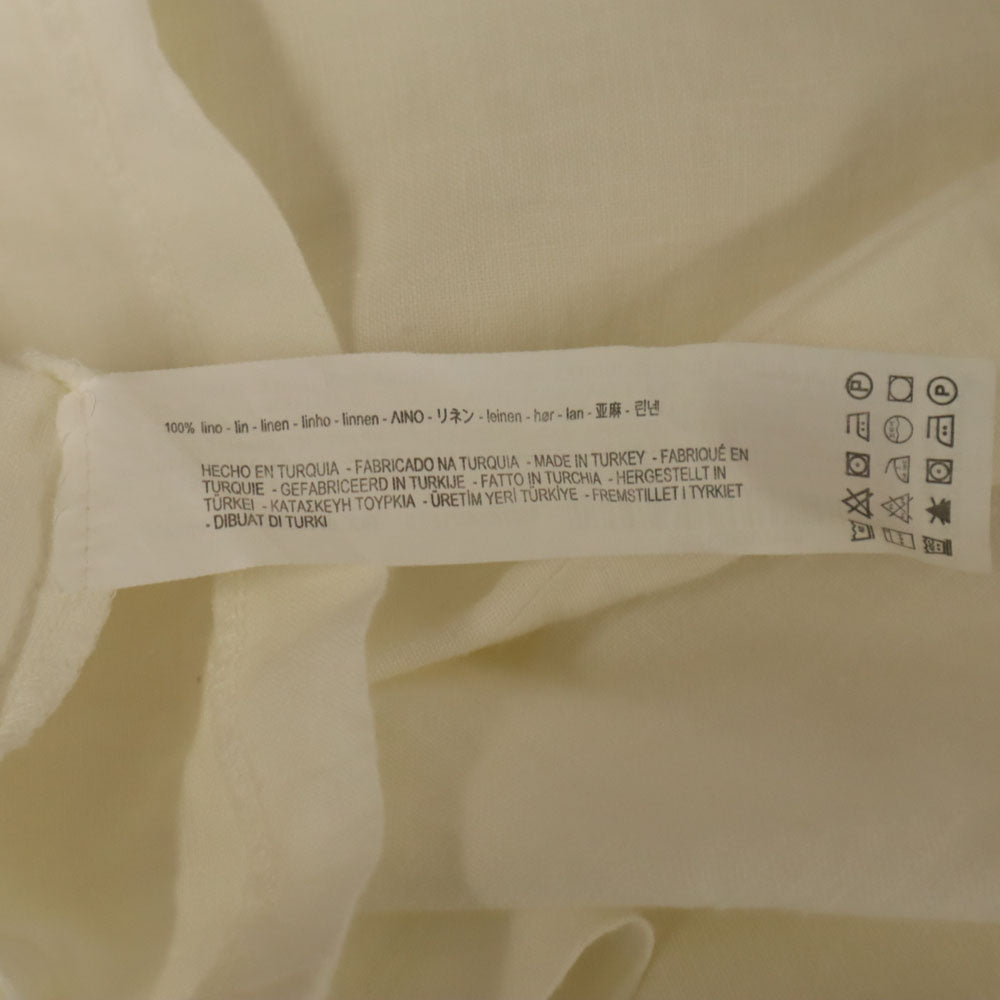 100% lino - lin - linen - linho - linnen - ΛΙΝΟ - リネン - leinen - hør - lan - 亚麻 - 린넨
HECHO EN TURQUIA - FABRICADO NA TURQUIA - MADE IN TURKEY - FABRIQUÉ EN
TURQUIE - GEFABRICEERD IN TURKIJE - FATTO IN TURCHIA - HERGESTELLT IN
TÜRKEI - ΚΑΤΑΣΚΕΥΗ ΤΟΥΡΚΙΑ - ÜRETİM YERİ TÜRKİYE - FREMSTILLET I TYRKIET
- DIBUAT DI TURKI